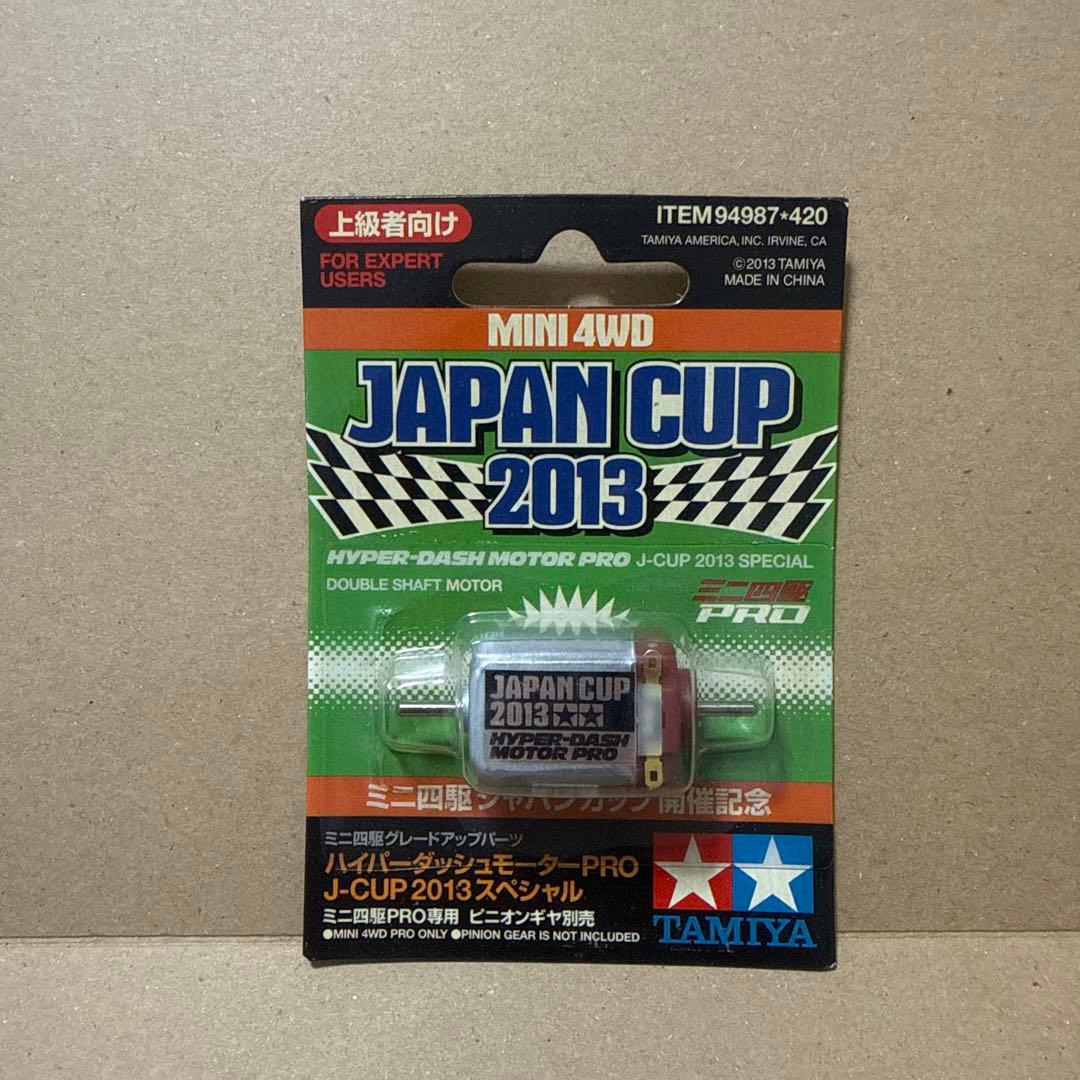 上級者向け
FOR EXPERT
USERS
ITEM 94987*420
TAMIYA AMERICA, INC. IRVINE, CA
©2013 TAMIYA
MADE IN CHINA
MINI 4WD
JAPAN CUP
2013
HYPER-DASH MOTOR PRO J-CUP 2013 SPECIAL
DOUBLE SHAFT MOTOR
ミニ四駆
PRO
JAPAN CUP
2013
HYPER-DASH
MOTOR PRO
ミニ四駆ジャパンカップ開催記念
ミニ四駆グレードアップパーツ
ハイパーダッシュモーターPRO
J-CUP 2013スペシャル
ミニ四駆PRO専用 ピニオンギヤ別売
●MINI 4WD PRO ONLY ●PINION GEAR IS NOT INCLUDED
TAMIYA